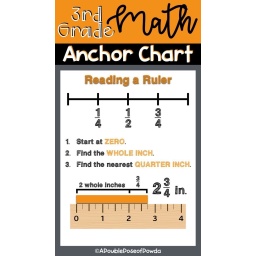 3rd Grade Math
Anchor Chart
Reading a Ruler
1/4 1/2 3/4
1. Start at ZERO.
2. Find the WHOLE INCH.
3. Find the nearest QUARTER INCH.
2 whole inches 3/4
2 3/4 in.
0 1 2 3 4
©ADoubleDoseofDowda